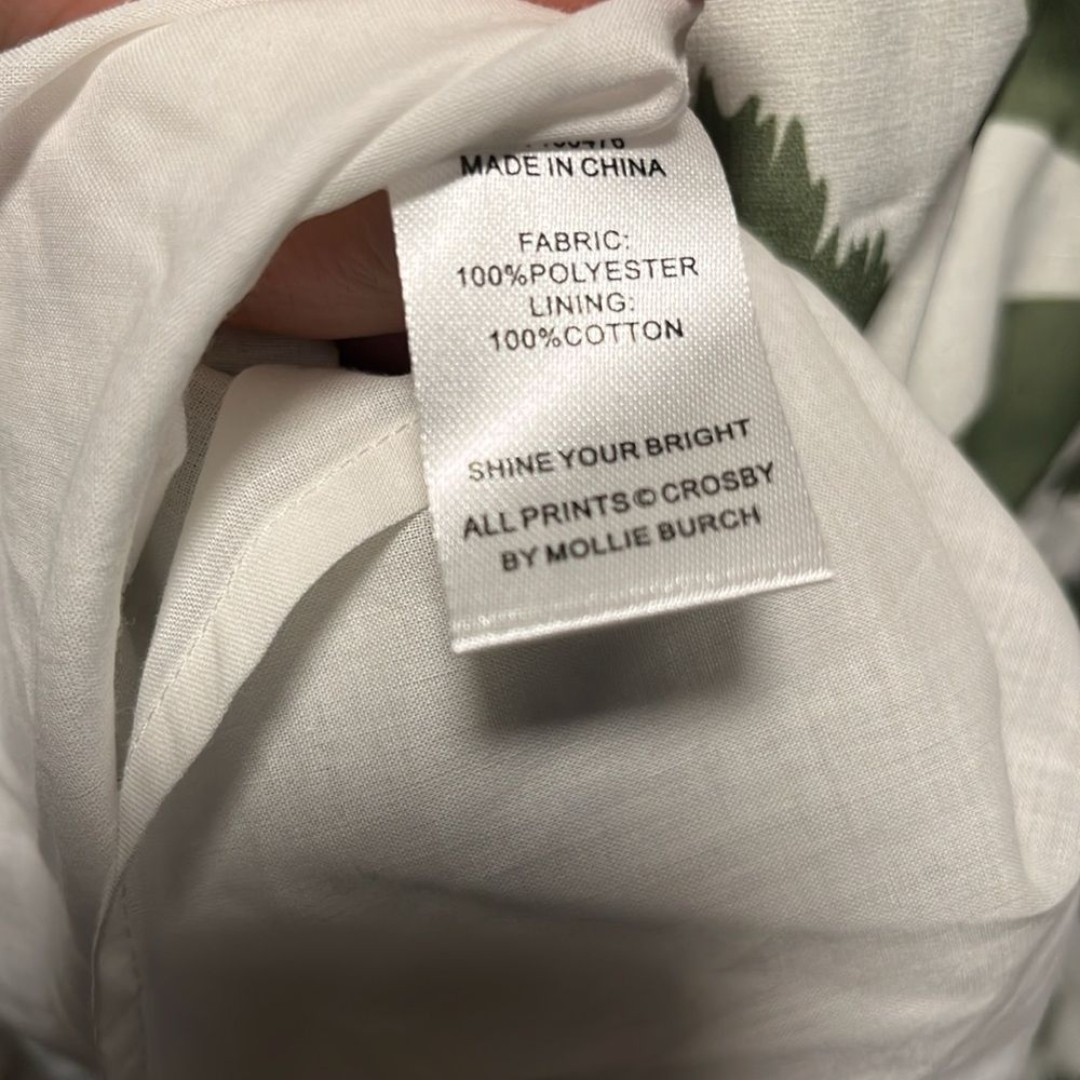 MADE IN CHINA
FABRIC:
100%POLYESTER
LINING:
100%COTTON
SHINE YOUR BRIGHT
ALL PRINTS © CROSBY
BY MOLLIE BURCH